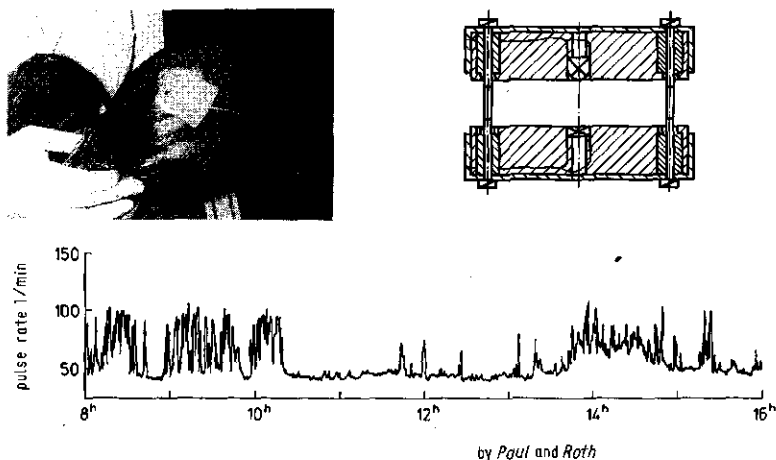 150
100
50
pulse rate 1/min
8h 10h 12h 14h 16h
by Paul and Roth